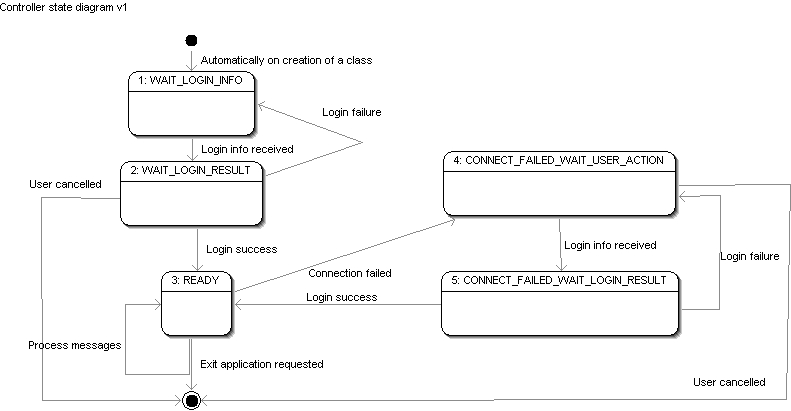 Controller state diagram v1
Automatically on creation of a class
1: WAIT_LOGIN_INFO
Login failure
Login info received
2: WAIT_LOGIN_RESULT
4: CONNECT_FAILED_WAIT_USER_ACTION
User cancelled
Login success
Login info received
Login failure
3: READY
Connection failed
5: CONNECT_FAILED_WAIT_LOGIN_RESULT
Login success
Process messages
Exit application requested
User cancelled